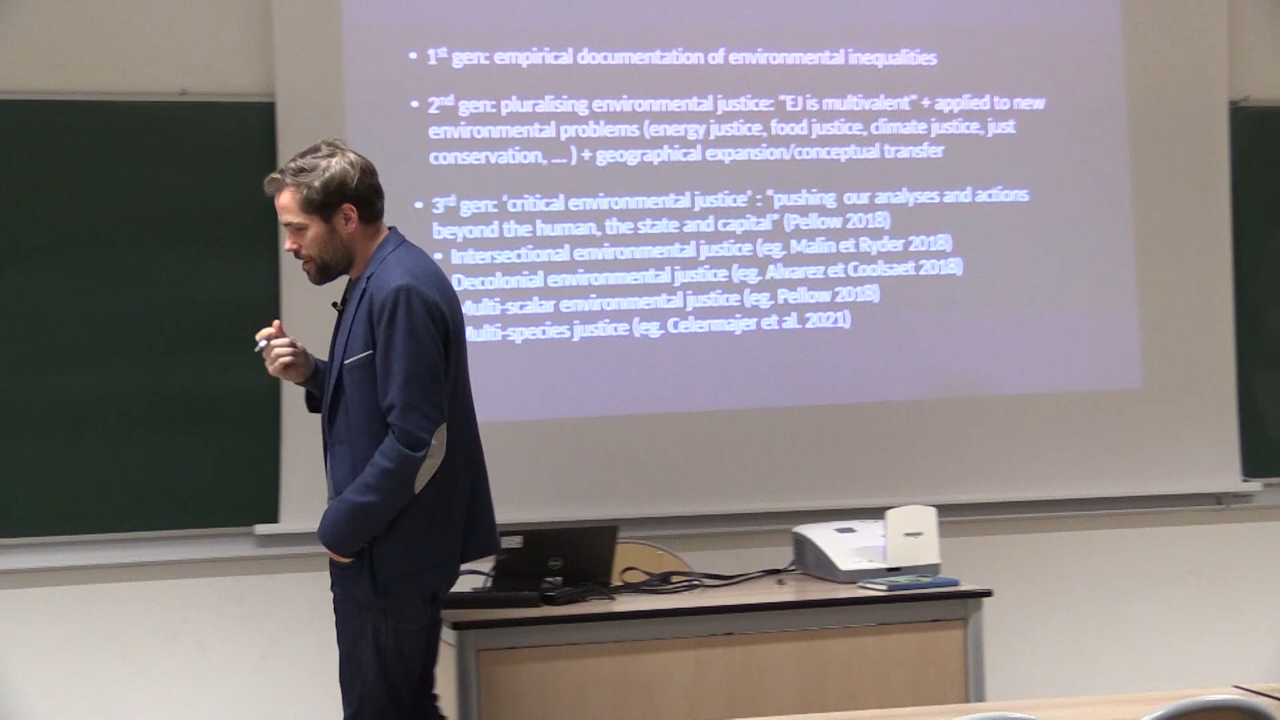 • 1st gen: empirical documentation of environmental inequalities
• 2nd gen: pluralising environmental justice: "EJ is multivalent" + applied to new
environmental problems (energy justice, food justice, climate justice, just
conservation, ... ) + geographical expansion/conceptual transfer
• 3rd gen: 'critical environmental justice' : "pushing our analyses and actions
beyond the human, the state and capital" (Pellow 2018)
• Intersectional environmental justice (eg. Malin et Ryder 2018)
Decolonial environmental justice (eg. Alvarez et Coolsaet 2018)
ulti-scalar environmental justice (eg. Pellow 2018)
ulti-species justice (eg. Celermajer et al. 2021)
DELL